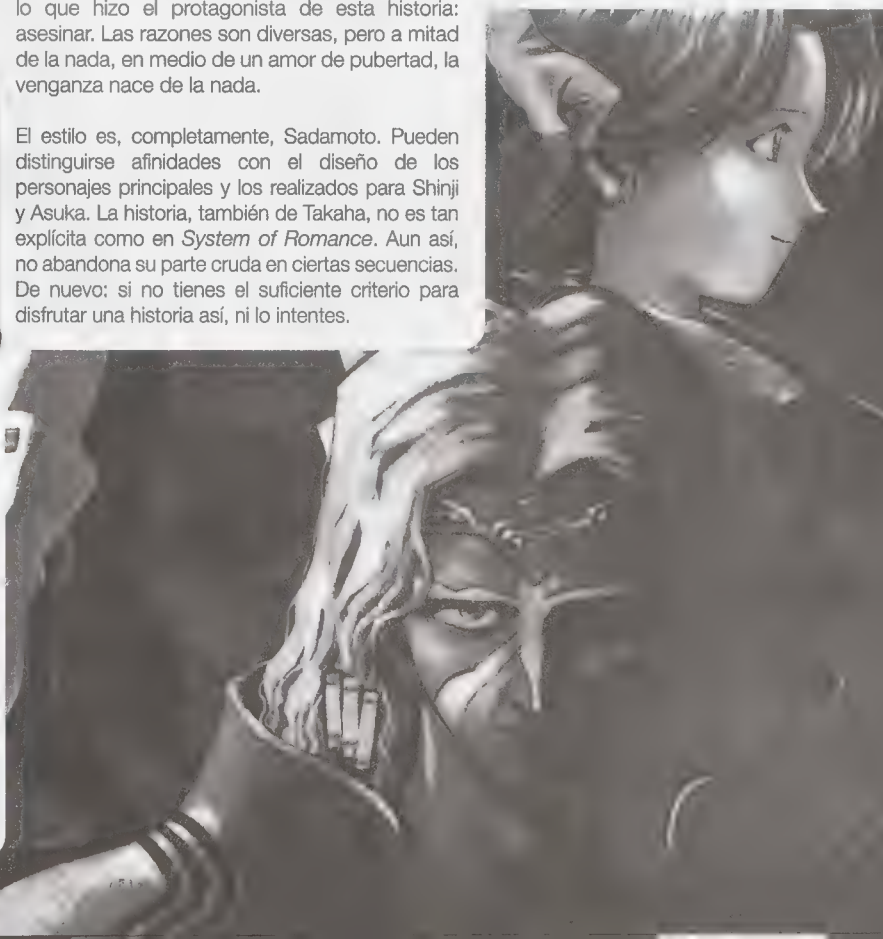 lo que hizo el protagonista de esta historia:
asesinar. Las razones son diversas, pero a mitad
de la nada, en medio de un amor de pubertad, la
venganza nace de la nada.
El estilo es, completamente, Sadamoto. Pueden
distinguirse afinidades con el diseño de los
personajes principales y los realizados para Shinji
y Asuka. La historia, también de Takaha, no es tan
explícita como en System of Romance. Aun así,
no abandona su parte cruda en ciertas secuencias.
De nuevo: si no tienes el suficiente criterio para
disfrutar una historia así, ni lo intentes.